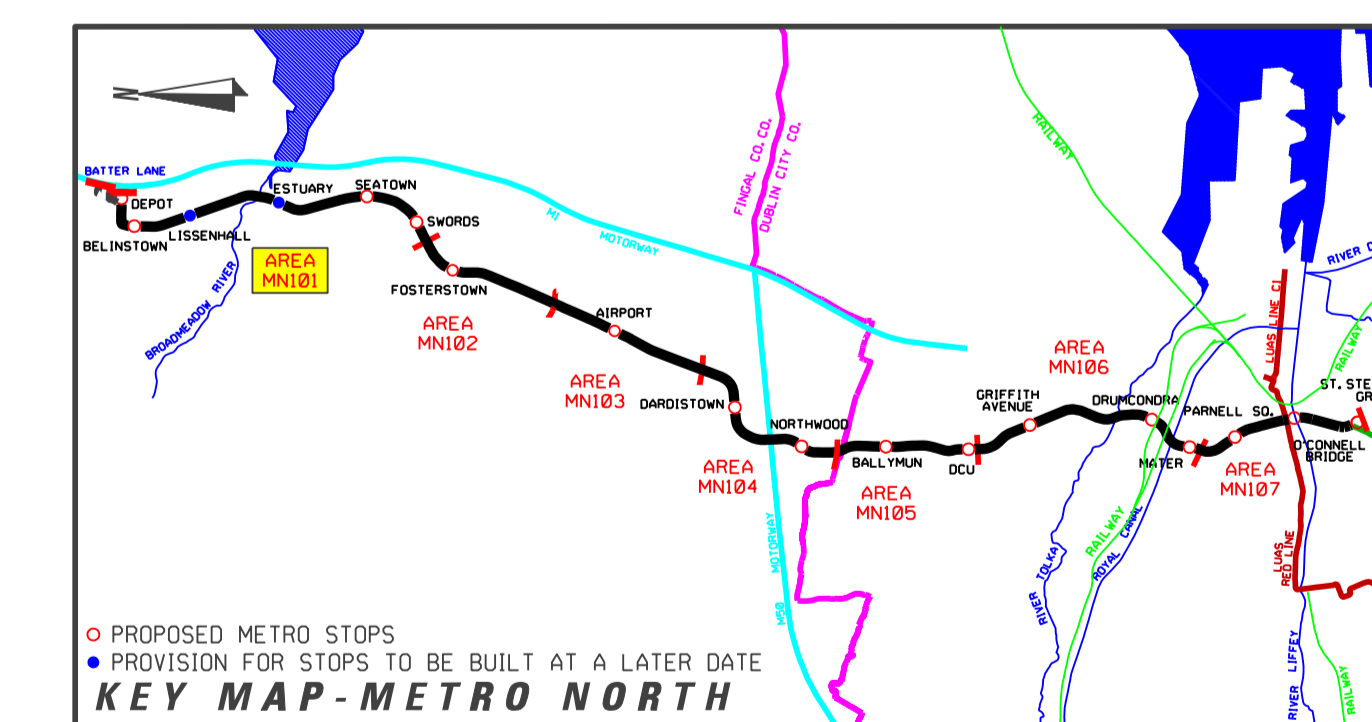 N
BATTER LANE
DEPOT
BELINSTOWN
LISSENHALL
ESTUARY
SEATOWN
SWORDS
BROADMEADOW RIVER
AREA
MN101
FOSTERSTOWN
AREA
MN102
M1
MOTORWAY
AIRPORT
AREA
MN103
FINGAL CO.CO.
DUBLIN CITY CO.
DARDISTOWN
NORTHWOOD
AREA
MN104
MOTORWAY
M50
BALLYMUN
AREA
MN105
DCU
GRIFFITH
AVENUE
RAILWAY
AREA
MN106
DRUMCONDRA
MATER
PARNELL SQ.
AREA
MN107
RIVER TOLKA
RAILWAY
ROYAL CANAL
LUAS LINE C1
RIVER
RAILWAY
O'CONNELL
BRIDGE
LUAS
RED LINE
RIVER LIFFEY
RAILWAY
PROPOSED METRO STOPS
PROVISION FOR STOPS TO BE BUILT AT A LATER DATE
KEY MAP-METRO NORTH